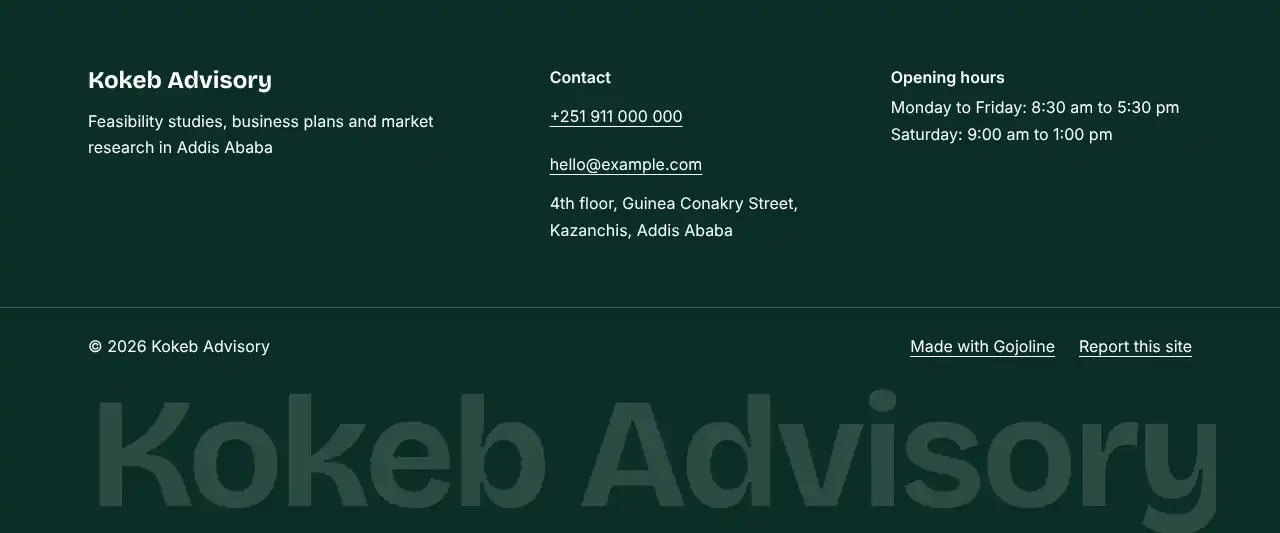 Kokeb Advisory
Feasibility studies, business plans and market
research in Addis Ababa
Contact
+251 911 000 000
hello@example.com
4th floor, Guinea Conakry Street,
Kazanchis, Addis Ababa
Opening hours
Monday to Friday: 8:30 am to 5:30 pm
Saturday: 9:00 am to 1:00 pm
© 2026 Kokeb Advisory
Made with Gojoline
Report this site
Kokeb Advisory